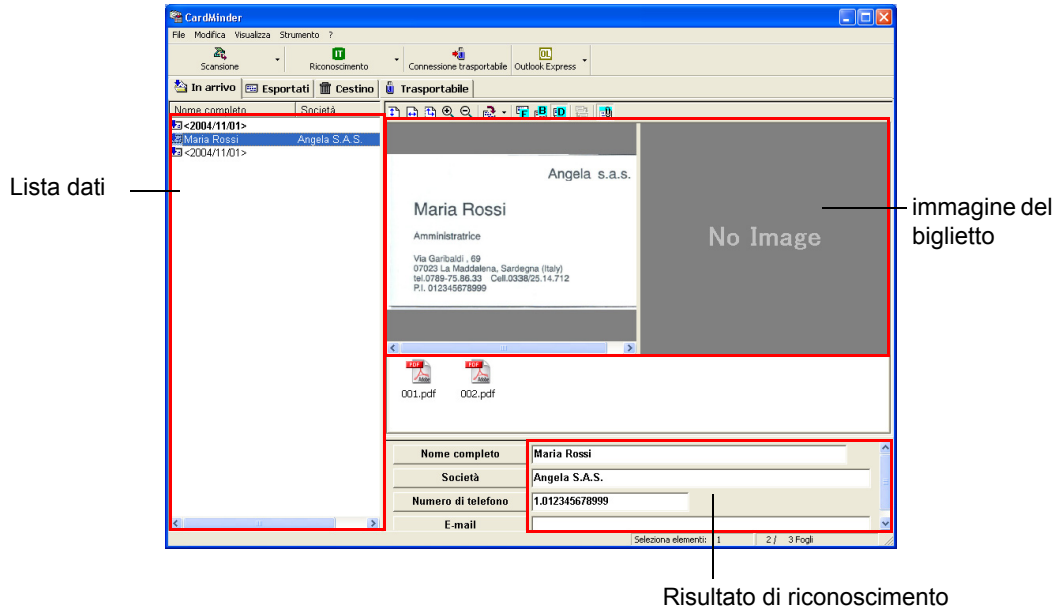 CardMinder
File Modifica Visualizza Strumento ?
Scansione Riconoscimento Connessione trasportabile Outlook Express
In arrivo Esportati Cestino Trasportabile
Nome completo Società
<2004/11/01>
Maria Rossi Angela S.A.S.
<2004/11/01>
Lista dati
Angela s.a.s.
Maria Rossi
Amministratrice
Via Garibaldi , 69
07023 La Maddalena, Sardegna (Italy)
tel.0789-75.86.33 Cell.0338/25.14.712
P.I. 012345678999
No Image
immagine del
biglietto
001.pdf 002.pdf
Nome completo Maria Rossi
Società Angela S.A.S.
Numero di telefono 1.012345678999
E-mail
Seleziona elementi: 1 2 / 3 Fogli
Risultato di riconoscimento